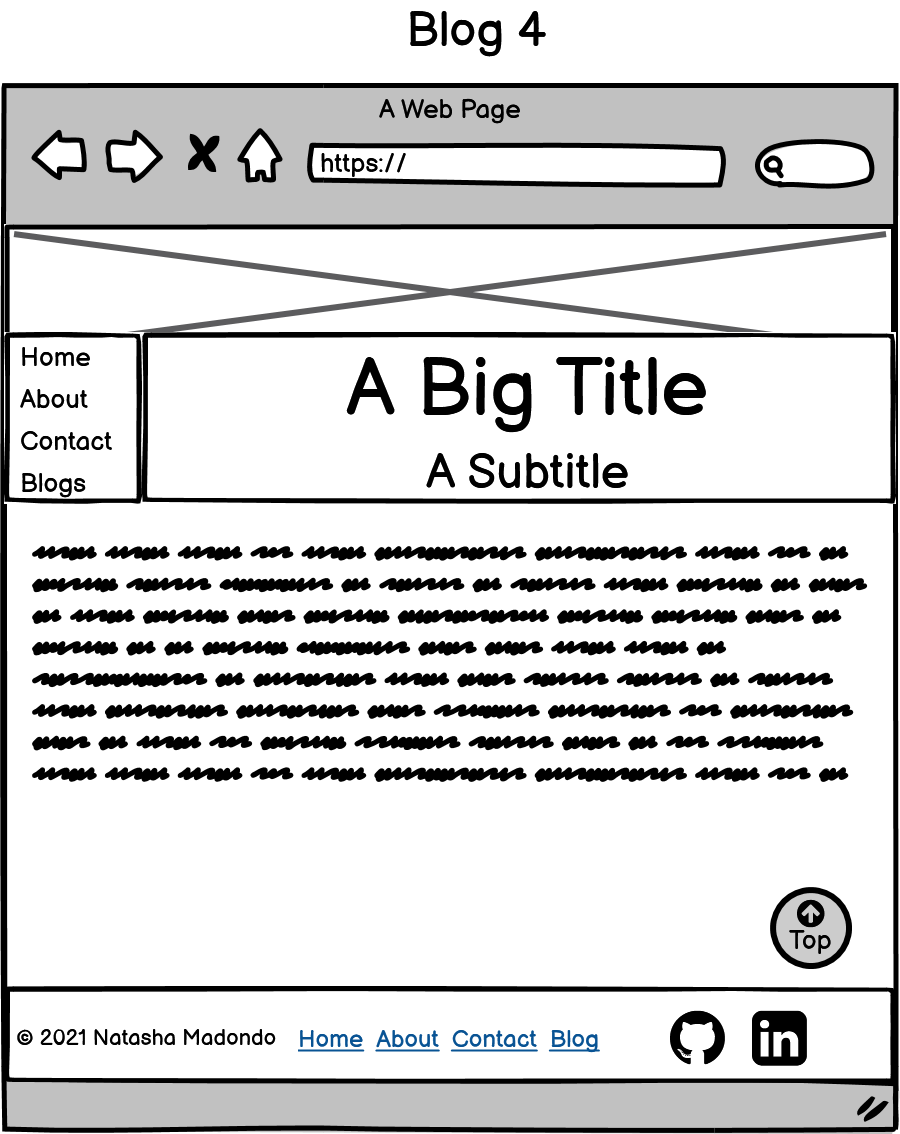 Blog 4
A Web Page
https://
Home
About
Contact
Blogs
A Big Title
A Subtitle
Top
© 2021 Natasha Madondo Home About Contact Blog
in